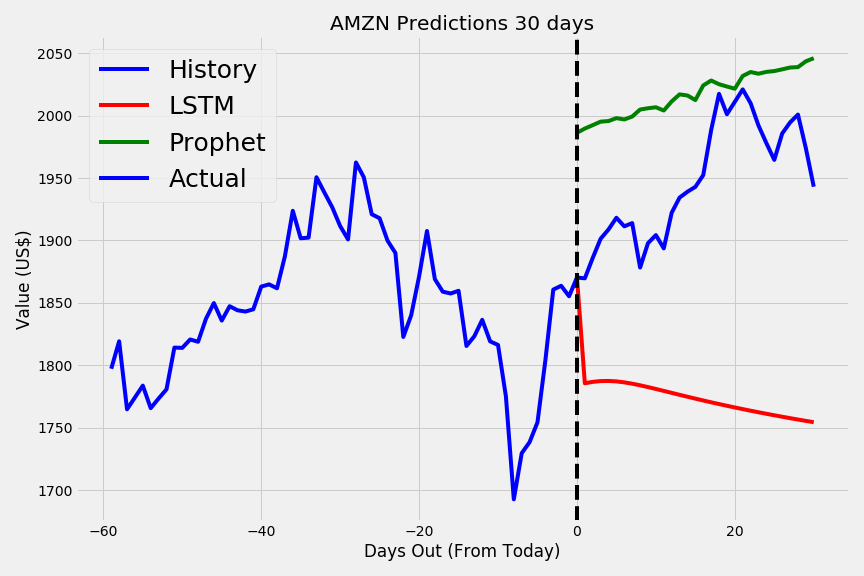 AMZN Predictions 30 days
History
LSTM
Prophet
Actual
2050
2000
1950
1900
1850
1800
1750
1700
Value (US$)
−60 −40 −20 0 20
Days Out (From Today)